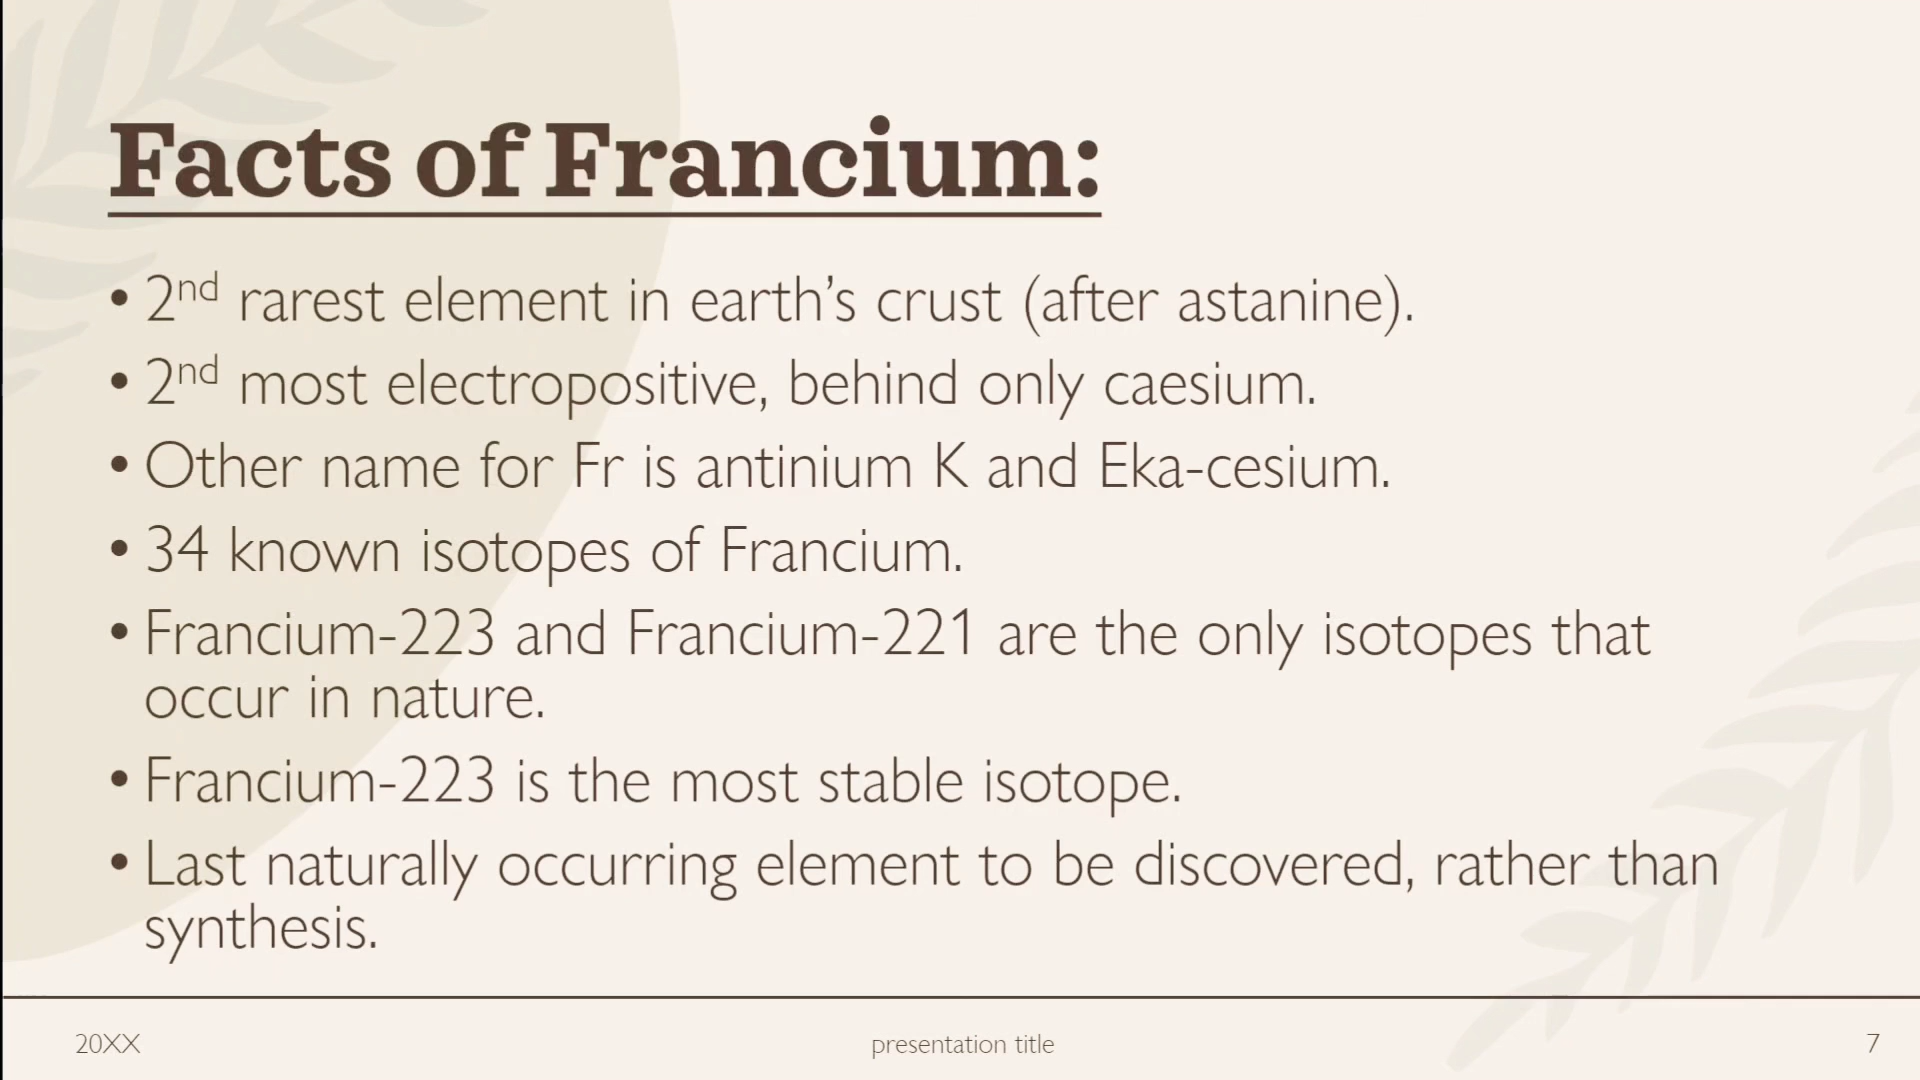 Facts of Francium:
• 2nd rarest element in earth’s crust (after astanine).
• 2nd most electropositive, behind only caesium.
• Other name for Fr is antinium K and Eka-cesium.
• 34 known isotopes of Francium.
• Francium-223 and Francium-221 are the only isotopes that
occur in nature.
• Francium-223 is the most stable isotope.
• Last naturally occurring element to be discovered, rather than
synthesis.
20XX
presentation title
7